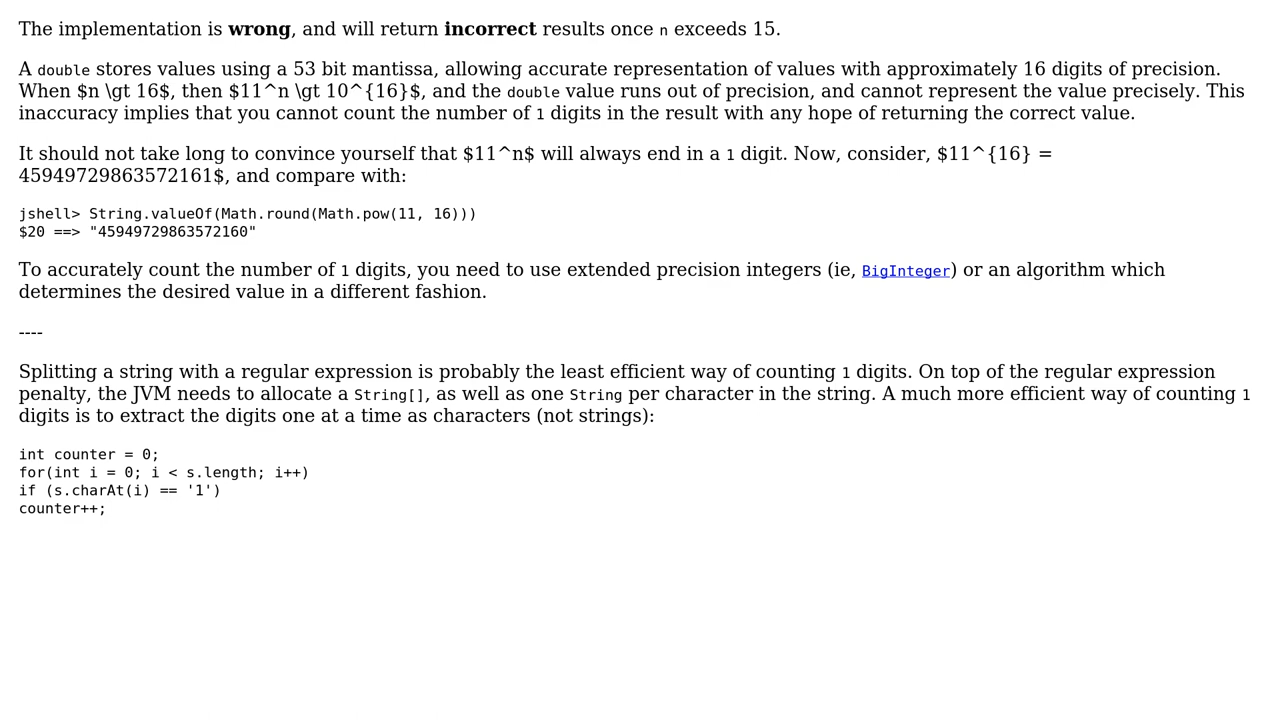 The implementation is wrong, and will return incorrect results once n exceeds 15.
A double stores values using a 53 bit mantissa, allowing accurate representation of values with approximately 16 digits of precision.
When $n \gt 16$, then $11^n \gt 10^{16}$, and the double value runs out of precision, and cannot represent the value precisely. This
inaccuracy implies that you cannot count the number of 1 digits in the result with any hope of returning the correct value.
It should not take long to convince yourself that $11^n$ will always end in a 1 digit. Now, consider, $11^{16} =
45949729863572161$, and compare with:
jshell> String.valueOf(Math.round(Math.pow(11, 16)))
$20 ==> "45949729863572160"
To accurately count the number of 1 digits, you need to use extended precision integers (ie, BigInteger) or an algorithm which
determines the desired value in a different fashion.
----
Splitting a string with a regular expression is probably the least efficient way of counting 1 digits. On top of the regular expression
penalty, the JVM needs to allocate a String[], as well as one String per character in the string. A much more efficient way of counting 1
digits is to extract the digits one at a time as characters (not strings):
int counter = 0;
for(int i = 0; i < s.length; i++)
if (s.charAt(i) == '1')
counter++;